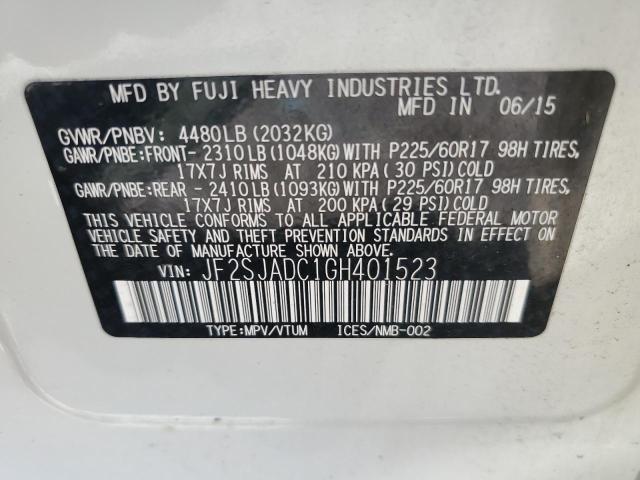 MFD BY FUJI HEAVY INDUSTRIES LTD.
MFD IN 06/15
GVWR/PNBV: 4480LB (2032KG)
GAWR/PNBE:FRONT- 2310LB (1048KG)WITH P225/60R17 98H TIRES,
17X7J RIMS AT 210 KPA (30 PSI)COLD
GAWR/PNBE:REAR - 2410LB (1093KG)WITH P225/60R17 98H TIRES,
17X7J RIMS AT 200 KPA (29 PSI)COLD
THIS VEHICLE CONFORMS TO ALL APPLICABLE FEDERAL MOTOR
VEHICLE SAFETY AND THEFT PREVENTION STANDARDS IN EFFECT ON
THE DATE OF MANUFACTURE SHOWN ABOVE.
VIN: JF2SJADC1GH401523
TYPE:MPV/VTUM ICES/NMB-002